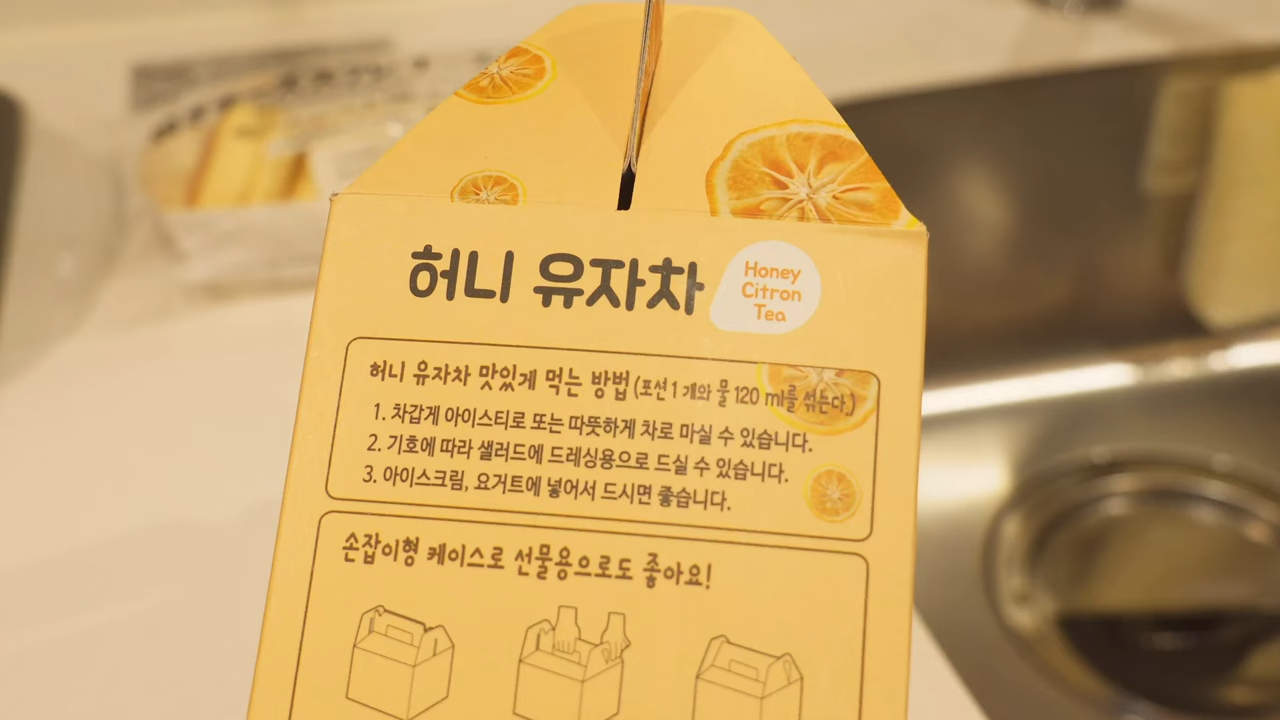 허니 유자차
Honey
Citron
Tea
허니 유자차 맛있게 먹는 방법 (포션 1 개와 물 120 ml를 섞는다.)
1. 차갑게 아이스티로 또는 따뜻하게 차로 마실 수 있습니다.
2. 기호에 따라 샐러드에 드레싱용으로 드실 수 있습니다.
3. 아이스크림, 요거트에 넣어서 드시면 좋습니다.
손잡이형 케이스로 선물용으로도 좋아요!